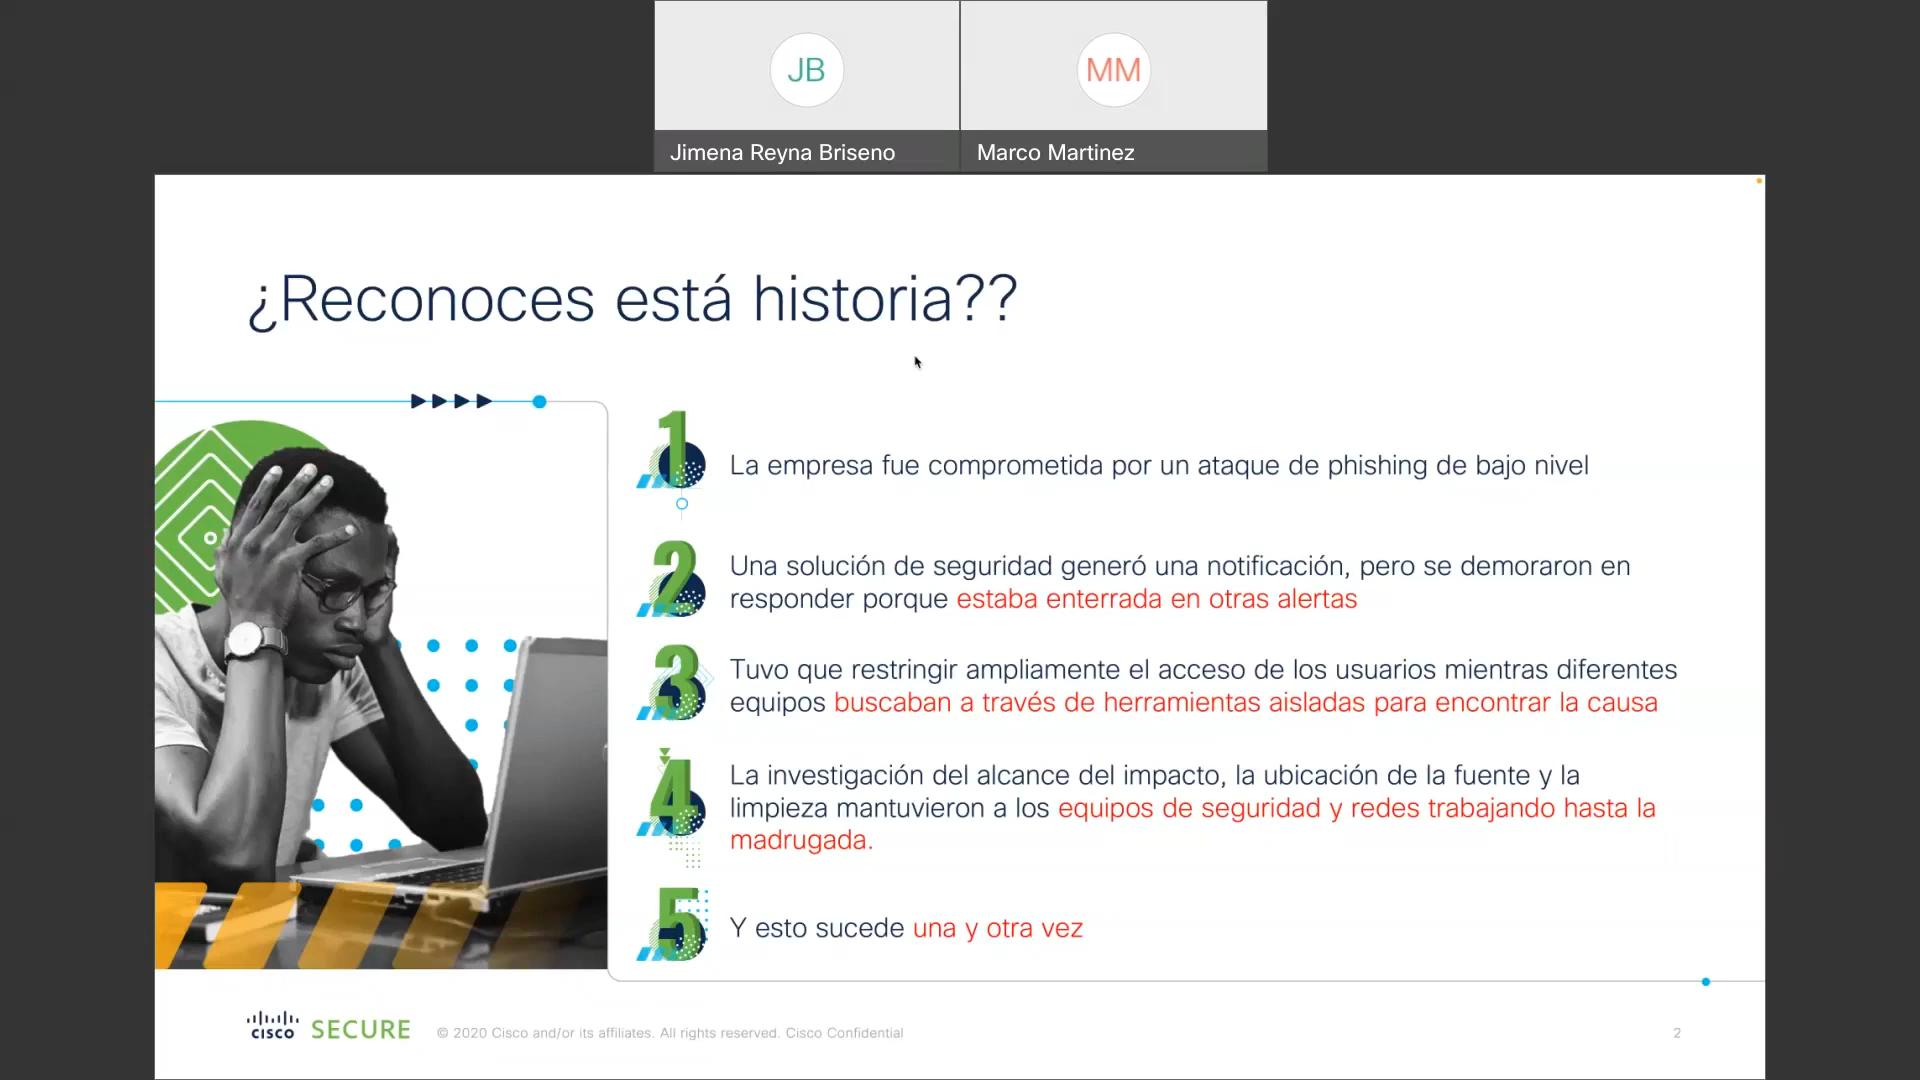 JB
MM
Jimena Reyna Briseno
Marco Martinez
¿Reconoces está historia??
1
La empresa fue comprometida por un ataque de phishing de bajo nivel
2
Una solución de seguridad generó una notificación, pero se demoraron en
responder porque estaba enterrada en otras alertas
3
Tuvo que restringir ampliamente el acceso de los usuarios mientras diferentes
equipos buscaban a través de herramientas aisladas para encontrar la causa
4
La investigación del alcance del impacto, la ubicación de la fuente y la
limpieza mantuvieron a los equipos de seguridad y redes trabajando hasta la
madrugada.
5
Y esto sucede una y otra vez
CISCO SECURE
© 2020 Cisco and/or its affiliates. All rights reserved. Cisco Confidential
2